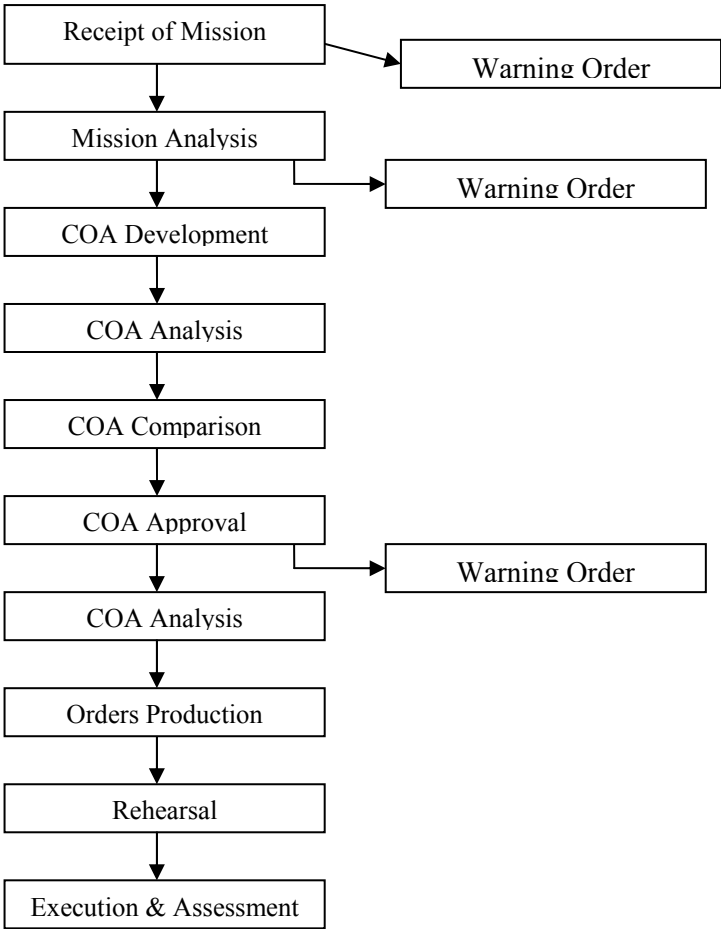 Receipt of Mission
Warning Order
Mission Analysis
Warning Order
COA Development
COA Analysis
COA Comparison
COA Approval
Warning Order
COA Analysis
Orders Production
Rehearsal
Execution & Assessment